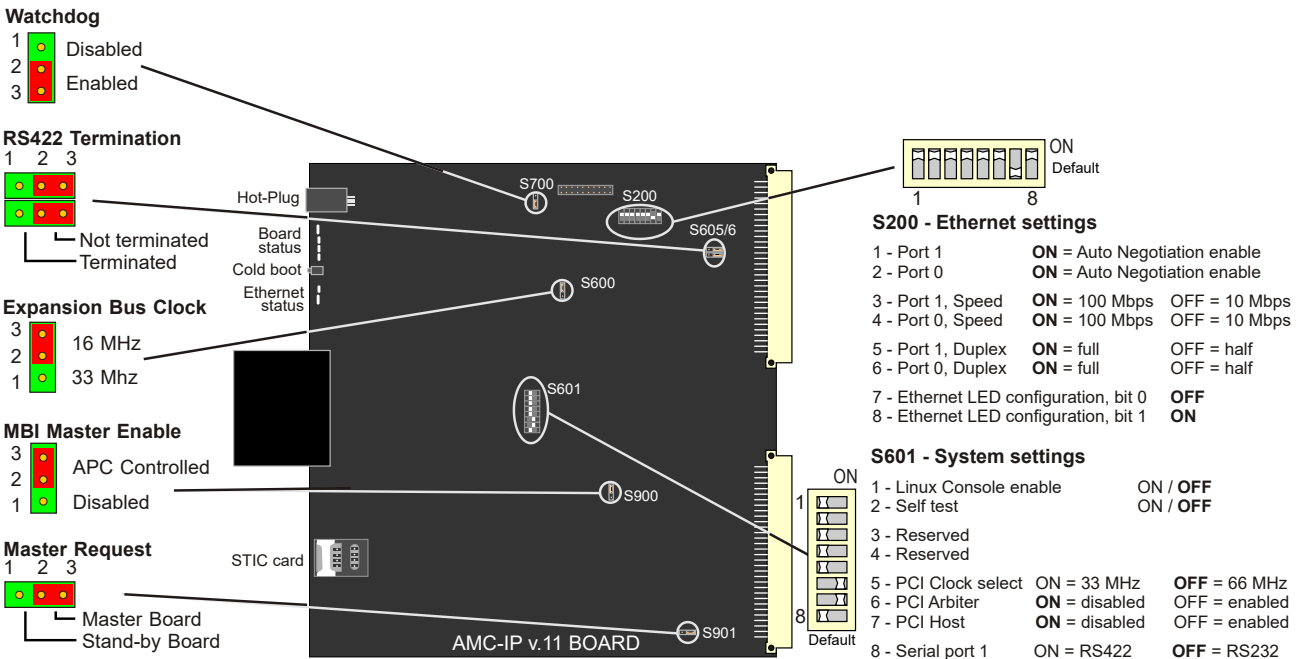 Watchdog
1
2
3
Disabled
Enabled
RS422 Termination
1 2 3
Not terminated
Terminated
Expansion Bus Clock
3
2
1
16 MHz
33 Mhz
MBI Master Enable
3
2
1
APC Controlled
Disabled
Master Request
1 2 3
Master Board
Stand-by Board
Hot-Plug
Board
status
Cold boot
Ethernet
status
STIC card
S700
S200
S605/6
S600
S601
S900
S901
AMC-IP v.11 BOARD
ON
Default
1 8
S200 - Ethernet settings
1 - Port 1 ON = Auto Negotiation enable
2 - Port 0 ON = Auto Negotiation enable
3 - Port 1, Speed ON = 100 Mbps OFF = 10 Mbps
4 - Port 0, Speed ON = 100 Mbps OFF = 10 Mbps
5 - Port 1, Duplex ON = full OFF = half
6 - Port 0, Duplex ON = full OFF = half
7 - Ethernet LED configuration, bit 0 OFF
8 - Ethernet LED configuration, bit 1 ON
ON
1
8
Default
S601 - System settings
1 - Linux Console enable ON / OFF
2 - Self test ON / OFF
3 - Reserved
4 - Reserved
5 - PCI Clock select ON = 33 MHz OFF = 66 MHz
6 - PCI Arbiter ON = disabled OFF = enabled
7 - PCI Host ON = disabled OFF = enabled
8 - Serial port 1 ON = RS422 OFF = RS232